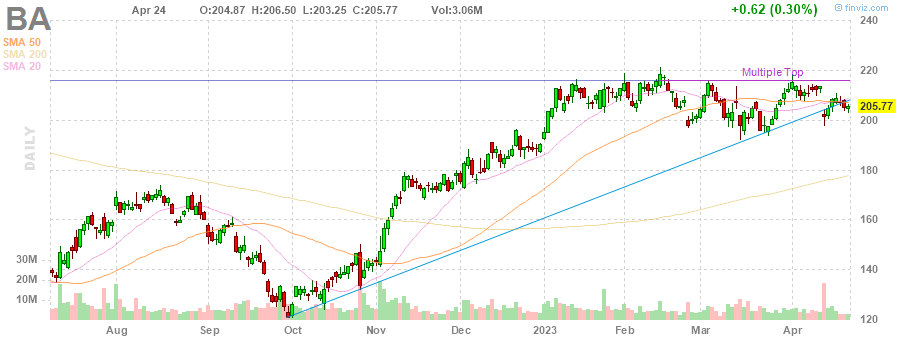 BA Apr 24 O:204.87 H:206.50 L:203.25 C:205.77 Vol:3.06M +0.62 (0.30%) © finviz.com
SMA 50
SMA 200
SMA 20
DAILY
Multiple Top
240
220
205.77
200
180
160
140
120
30M
20M
10M
Aug Sep Oct Nov Dec 2023 Feb Mar Apr